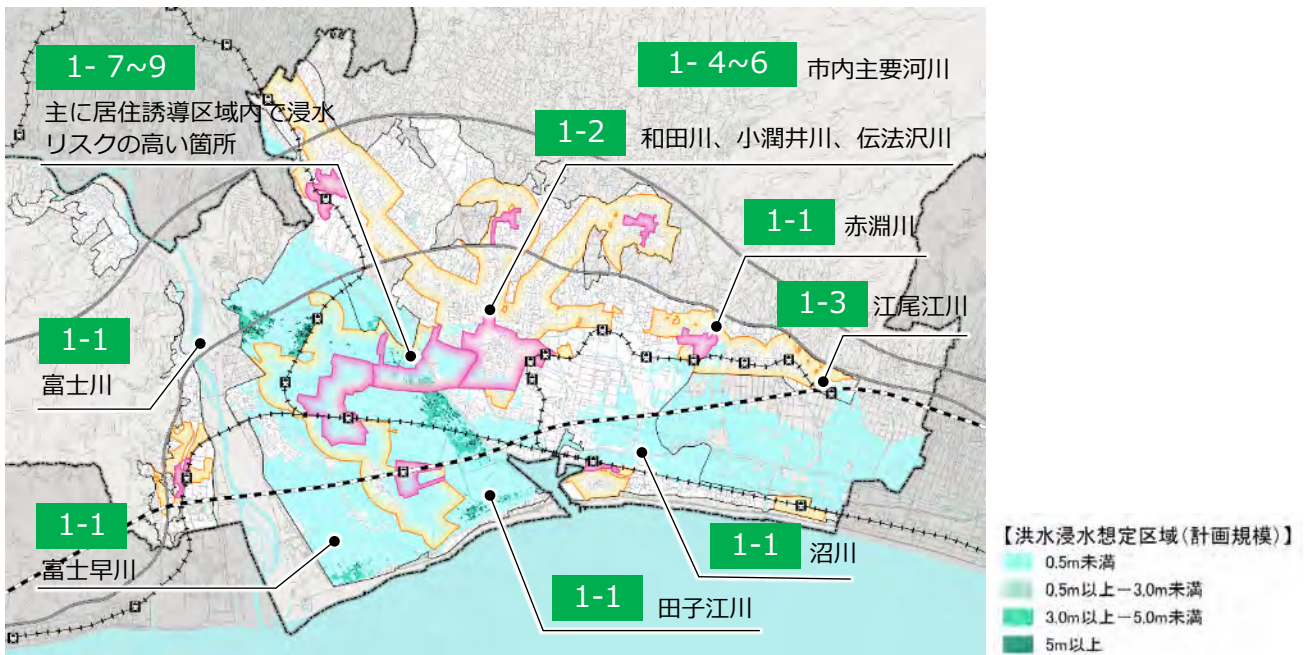 1- 7~9
主に居住誘導区域内で浸水
リスクの高い箇所
1- 4~6 市内主要河川
1-2 和田川、小潤井川、伝法沢川
1-1 赤淵川
1-3 江尾江川
1-1
富士川
1-1
富士早川
1-1 沼川
1-1 田子江川
【洪水浸水想定区域(計画規模)】
0.5m未満
0.5m以上ー3.0m未満
3.0m以上ー5.0m未満
5m以上